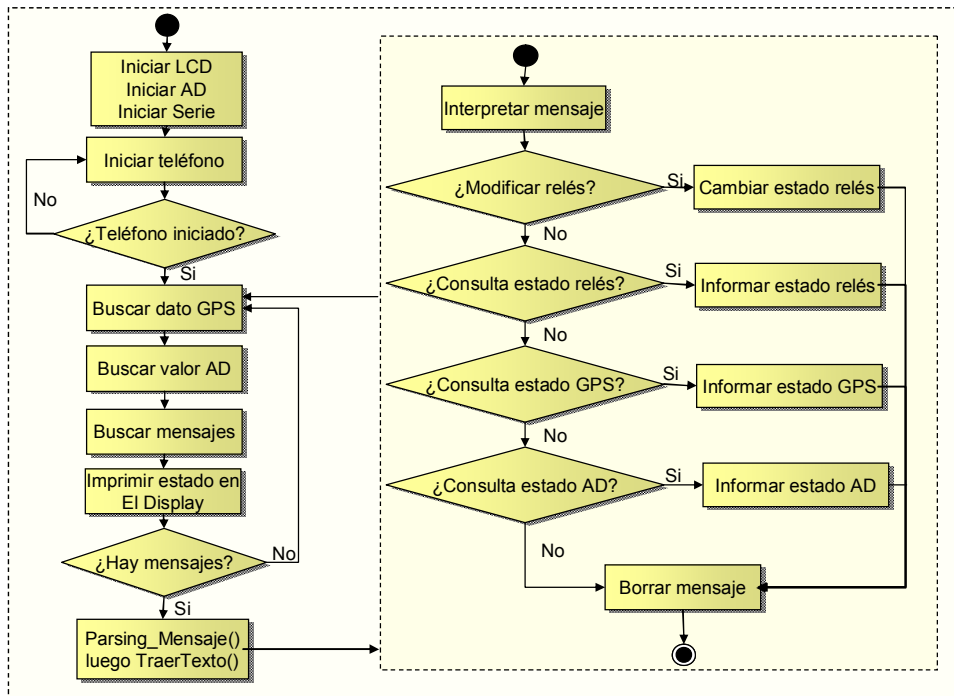 Iniciar LCD
Iniciar AD
Iniciar Serie
Iniciar teléfono
No
¿Teléfono iniciado?
Si
Buscar dato GPS
Buscar valor AD
Buscar mensajes
Imprimir estado en
El Display
¿Hay mensajes?
No
Si
Parsing_Mensaje()
luego TraerTexto()
Interpretar mensaje
¿Modificar relés?
Si
Cambiar estado relés
No
¿Consulta estado relés?
Si
Informar estado relés
No
¿Consulta estado GPS?
Si
Informar estado GPS
No
¿Consulta estado AD?
Si
Informar estado AD
No
Borrar mensaje